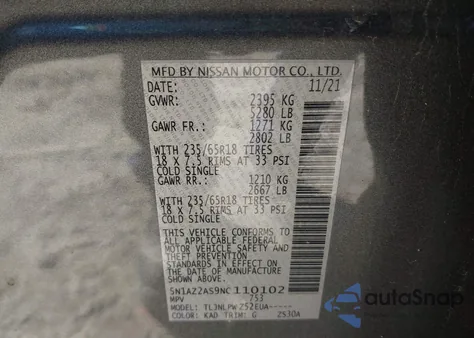 MFD BY NISSAN MOTOR CO., LTD.
DATE: 11/21
GVWR: 2395 KG
5280 LB
GAWR FR.: 1271 KG
2802 LB
WITH 235/65R18 TIRES
18 X 7.5 RIMS AT 33 PSI
COLD SINGLE
GAWR RR.: 1210 KG
2667 LB
WITH 235/65R18 TIRES
18 X 7.5 RIMS AT 33 PSI
COLD SINGLE
THIS VEHICLE CONFORMS TO
ALL APPLICABLE FEDERAL
MOTOR VEHICLE SAFETY AND
THEFT PREVENTION
STANDARDS IN EFFECT ON
THE DATE OF MANUFACTURE
SHOWN ABOVE.
5N1AZ2AS9NC110102
MPV 753
TYPE: TLJNLPW
COLOR: KAD TRIM: G 2530A
autoSnap